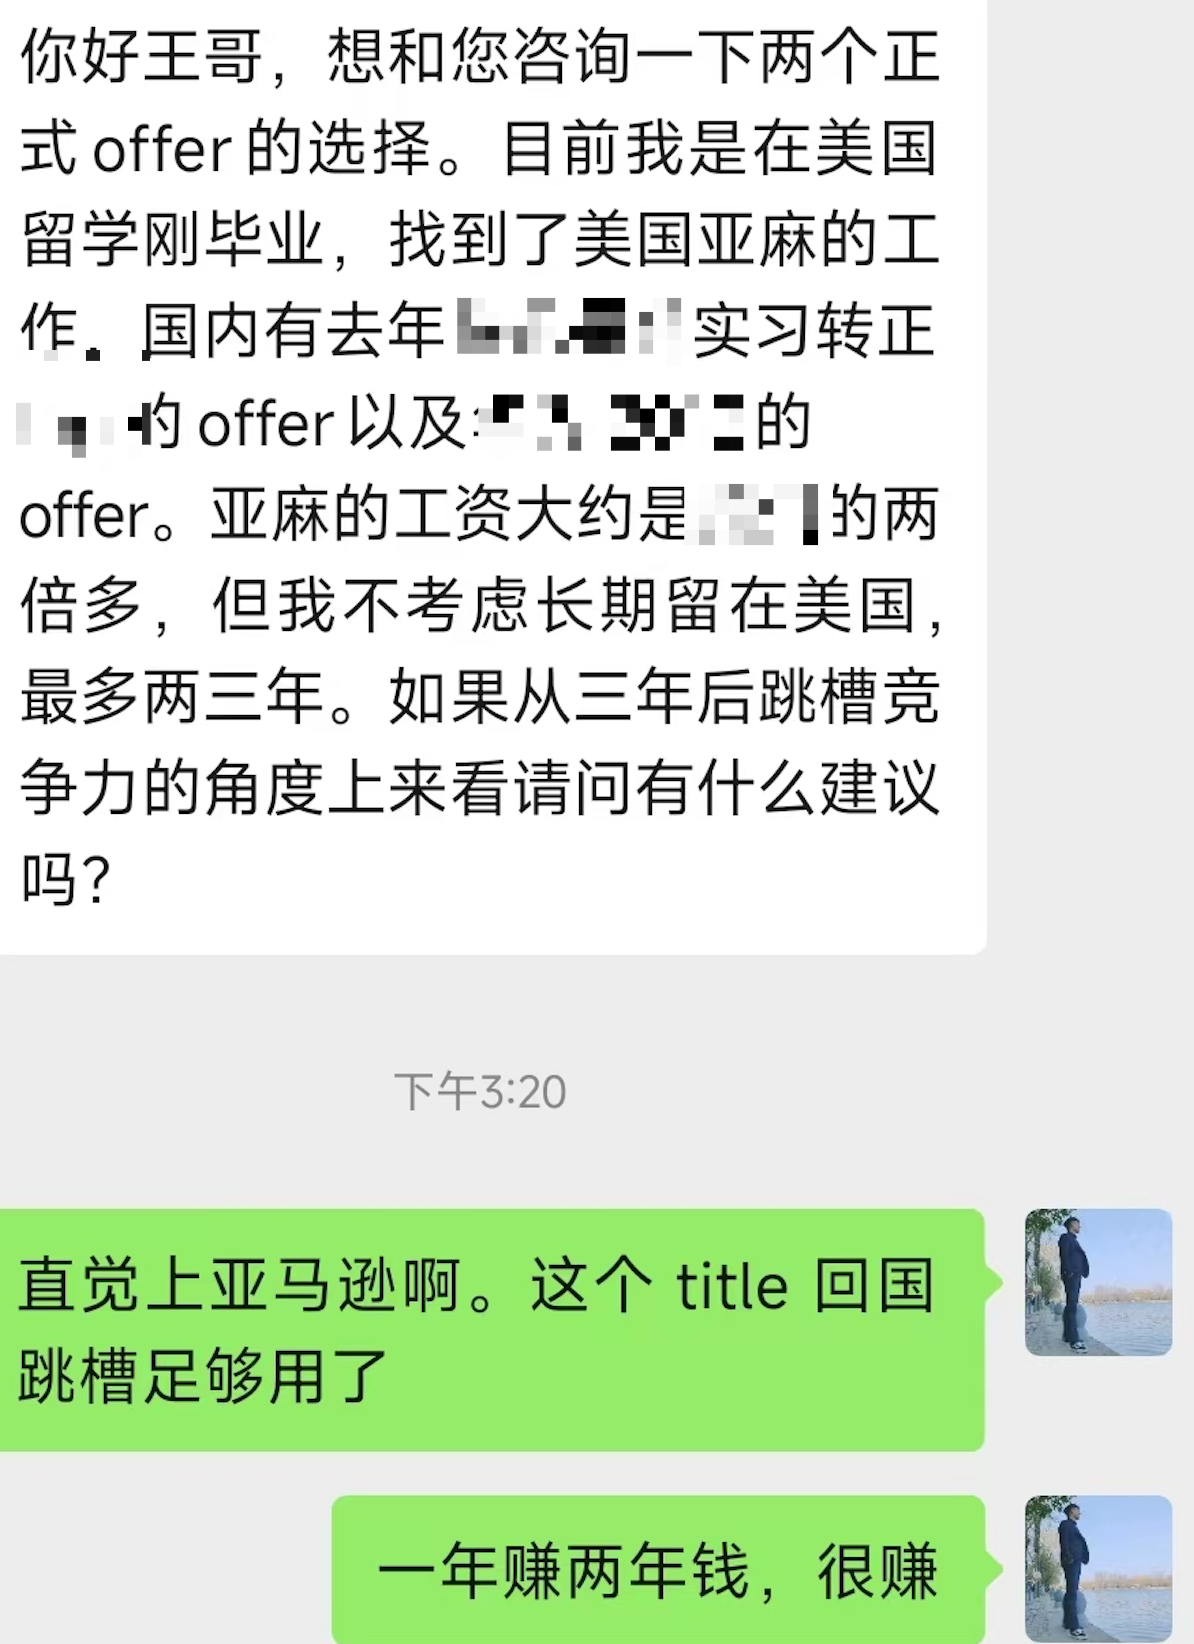 你好王哥，想和您咨询一下两个正
式 offer 的选择。目前我是在美国
留学刚毕业，找到了美国亚麻的工
作．国内有去年 实习转正
的 offer 以及 的
offer。亚麻的工资大约是 的两
倍多，但我不考虑长期留在美国，
最多两三年。如果从三年后跳槽竞
争力的角度上来看请问有什么建议
吗？
下午3:20
直觉上亚马逊啊。这个 title 回国
跳槽足够用了
一年赚两年钱，很赚